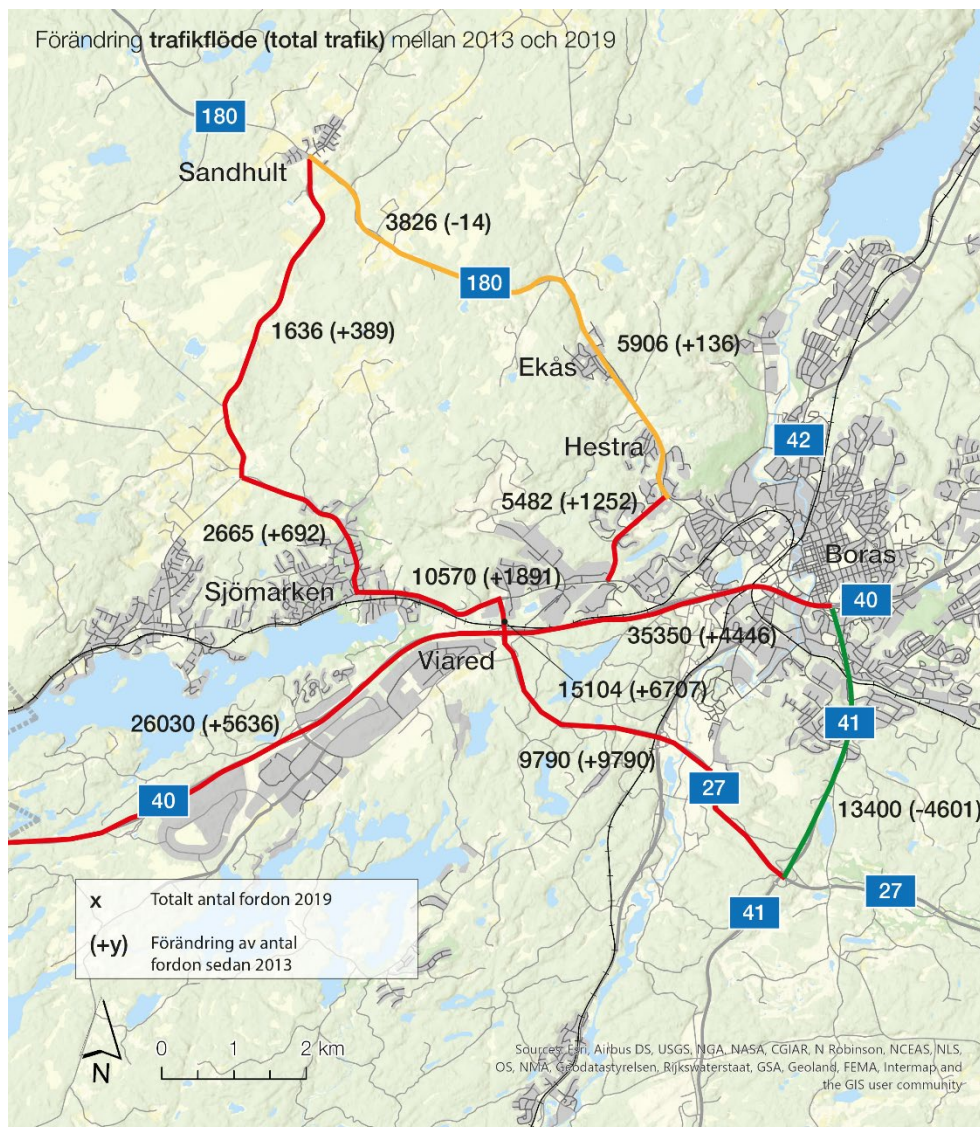 Förändring trafikflöde (total trafik) mellan 2013 och 2019
180
Sandhult
3826 (-14)
180
1636 (+389)
5906 (+136)
Ekås
42
Hestra
5482 (+1252)
2665 (+692)
Boras
10570 (+1891)
Sjömarken
40
35350 (+4446)
Viared
15104 (+6707)
26030 (+5636)
41
9790 (+9790)
27
40
13400 (-4601)
x Totalt antal fordon 2019
27
41
(+y) Förändring av antal
fordon sedan 2013
0 1 2 km
N
Sources: Esri, Airbus DS, USGS, NGA, NASA, CGIAR, N Robinson, NCEAS, NLS,
OS, NMA, Geodatastyrelsen, Rijkswaterstaat, GSA, Geoland, FEMA, Intermap and
the GIS user community